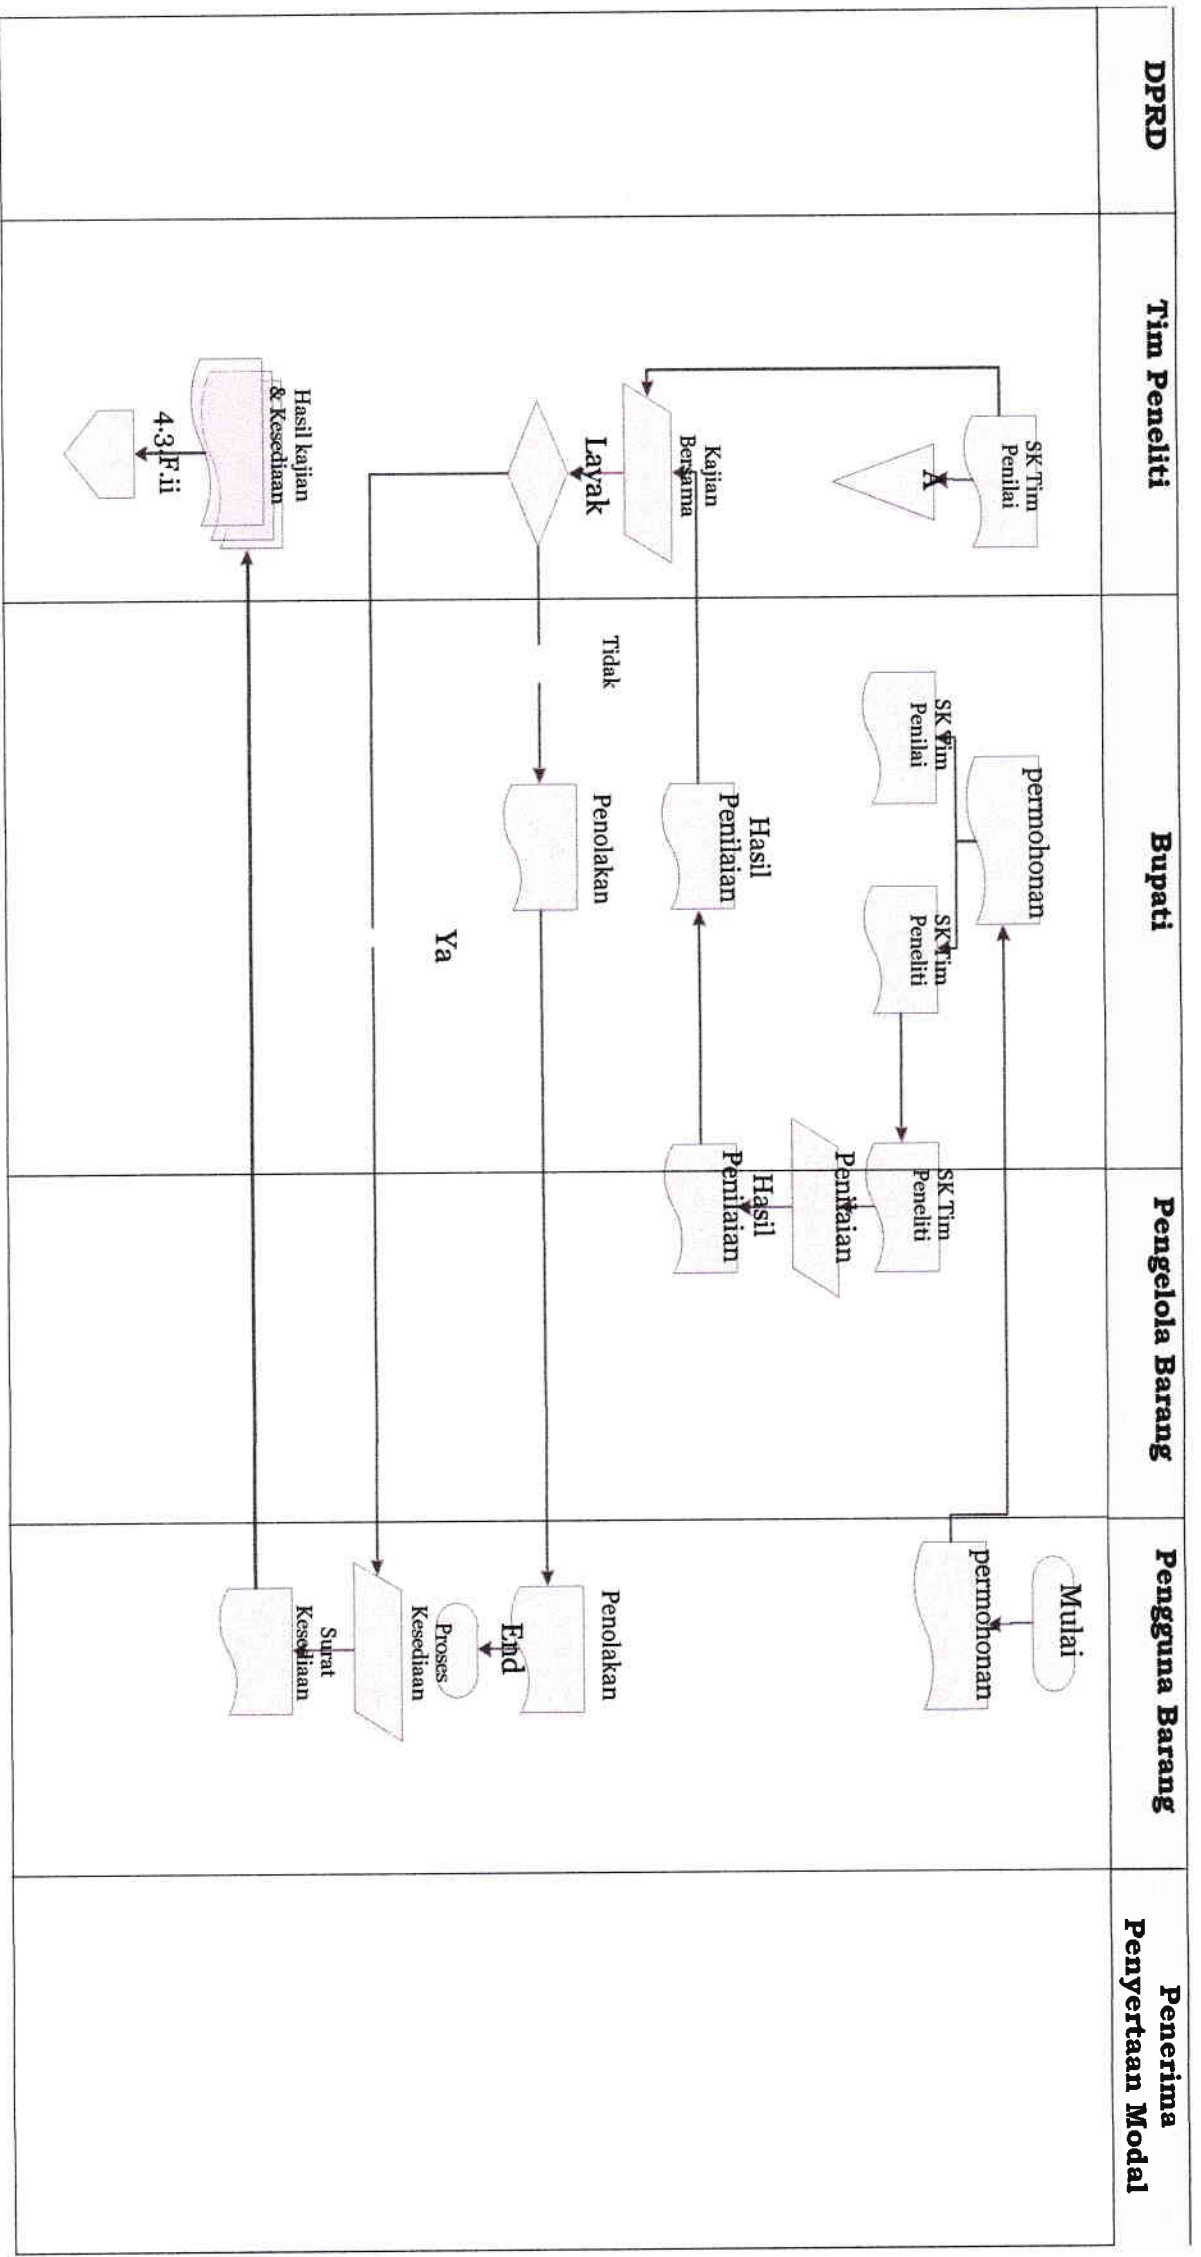 DPRD
Tim Peneliti
Bupati
Pengelola Barang
Pengguna Barang
Penerima
Penyertaan Modal
Mulai
permohonan
permohonan
SK Tim
Penilai
A
SK Tim
Penilai
SK Tim
Peneliti
SK Tim
Peneliti
Penilaian
Hasil
Penilaian
Hasil
Penilaian
Kajian
Bersama
Layak
Tidak
Penolakan
Penolakan
End
Proses
Ya
Kesediaan
Surat
Kesediaan
Hasil kajian
& Kesediaan
4.3.F.ii